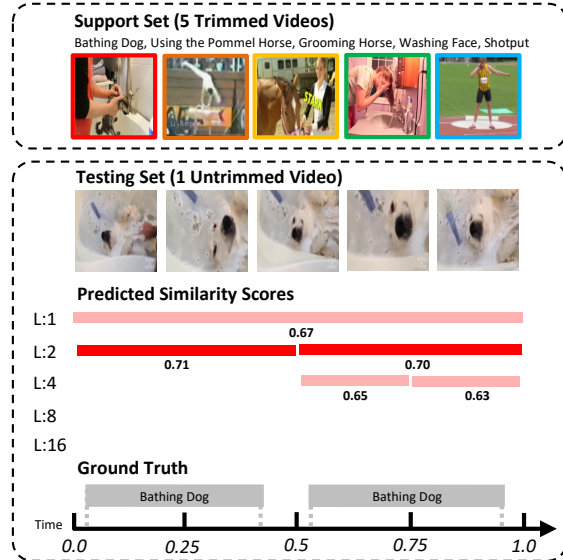 Support Set (5 Trimmed Videos)
Bathing Dog, Using the Pommel Horse, Grooming Horse, Washing Face, Shotput
STARK
Testing Set (1 Untrimmed Video)
Predicted Similarity Scores
L:1
0.67
L:2
0.71 0.70
L:4
0.65 0.63
L:8
L:16
Ground Truth
Bathing Dog Bathing Dog
Time
0.0 0.25 0.5 0.75 1.0